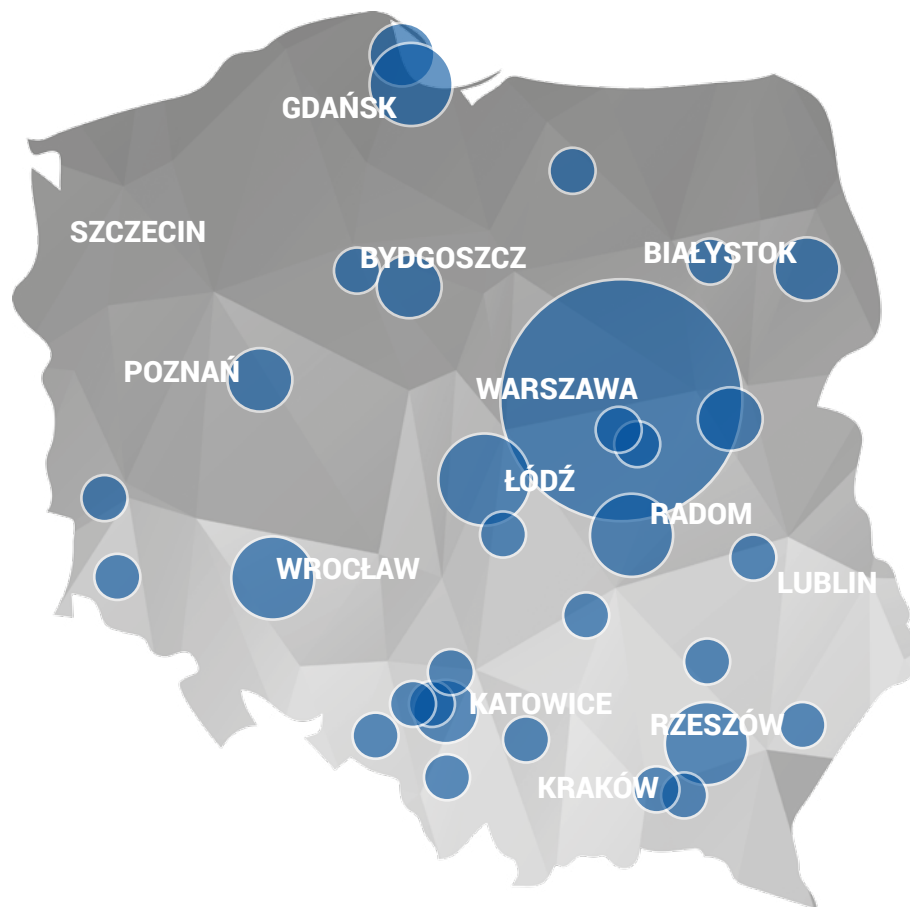 GDAŃSK
SZCZECIN
BYDGOSZCZ
BIAŁYSTOK
POZNAŃ
WARSZAWA
ŁÓDŹ
RADOM
WROCŁAW
LUBLIN
KATOWICE
RZESZÓW
KRAKÓW